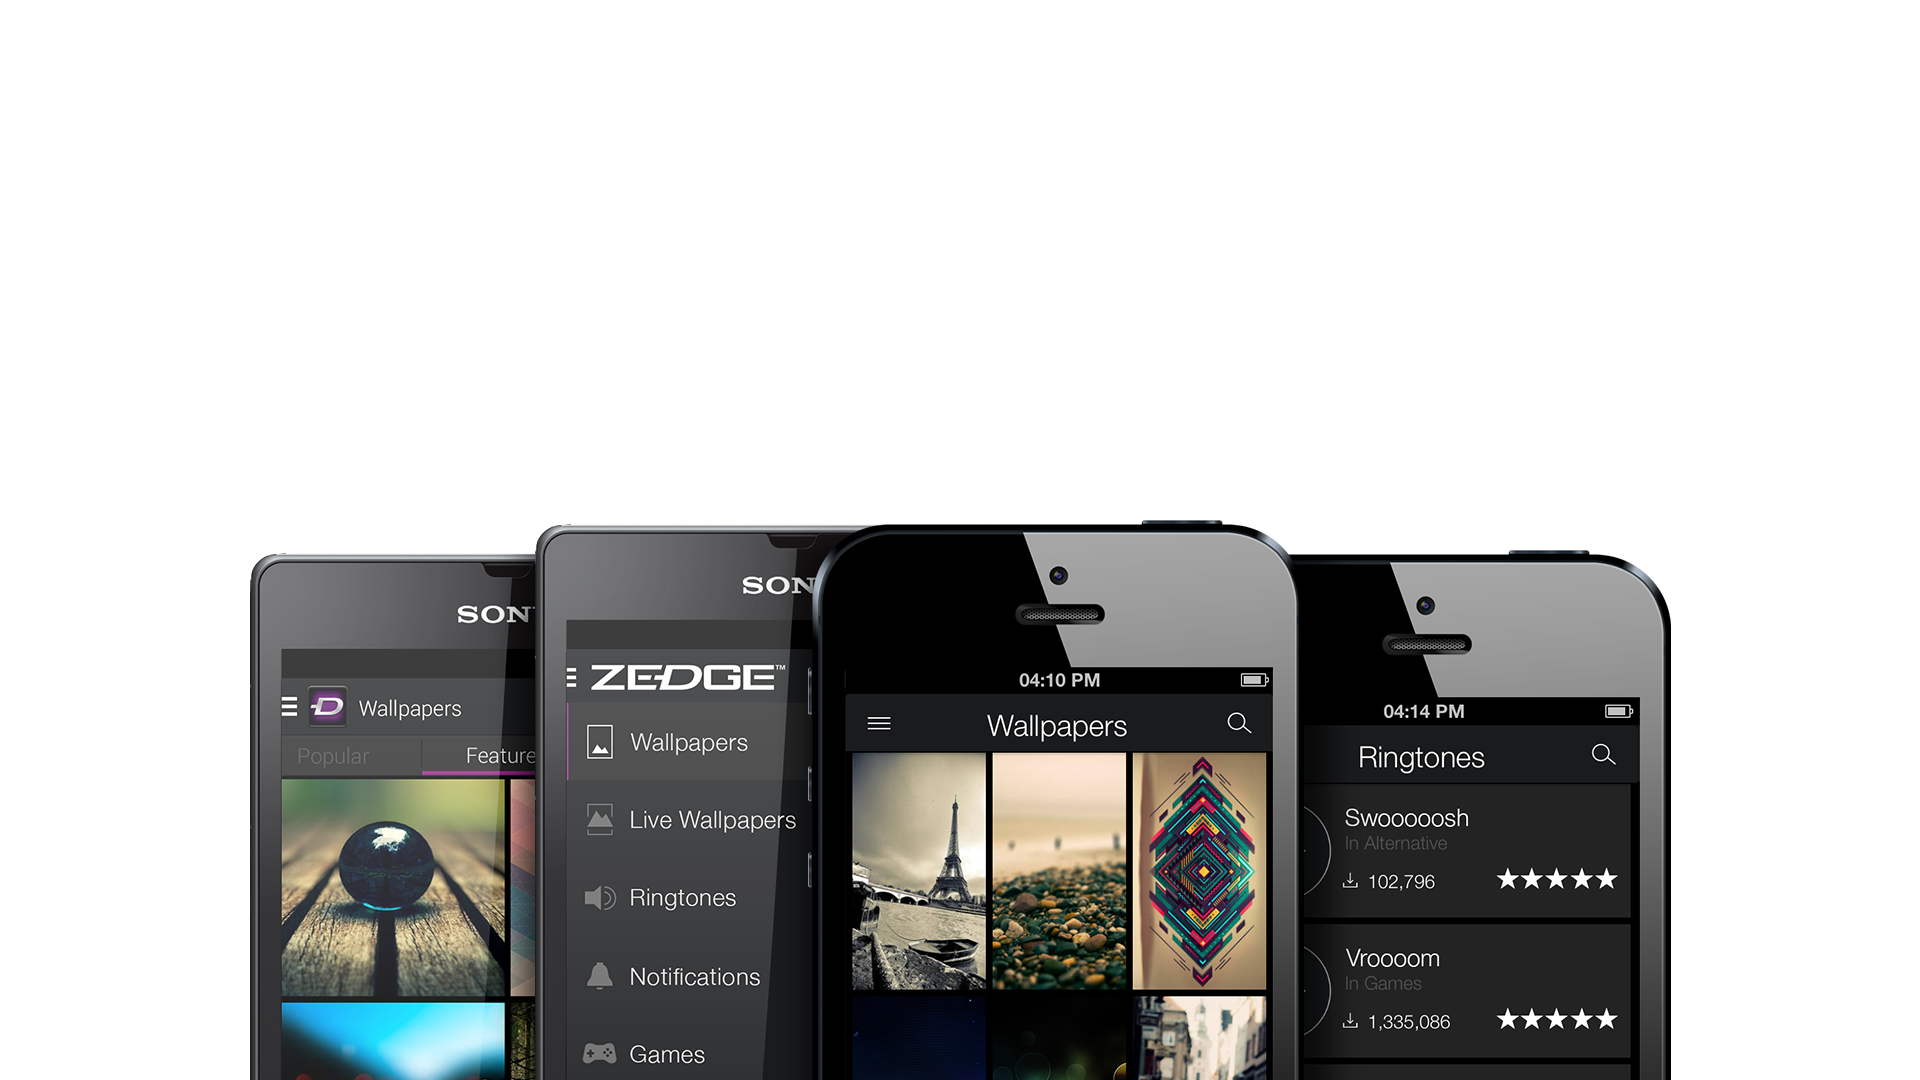 SON
Wallpapers
Popular
Feature
SON
ZEDGE™
Wallpapers
Live Wallpapers
Ringtones
Notifications
Games
04:10 PM
Wallpapers
04:14 PM
Ringtones
Swooooosh
In Alternative
102,796
Vroooom
In Games
1,335,086